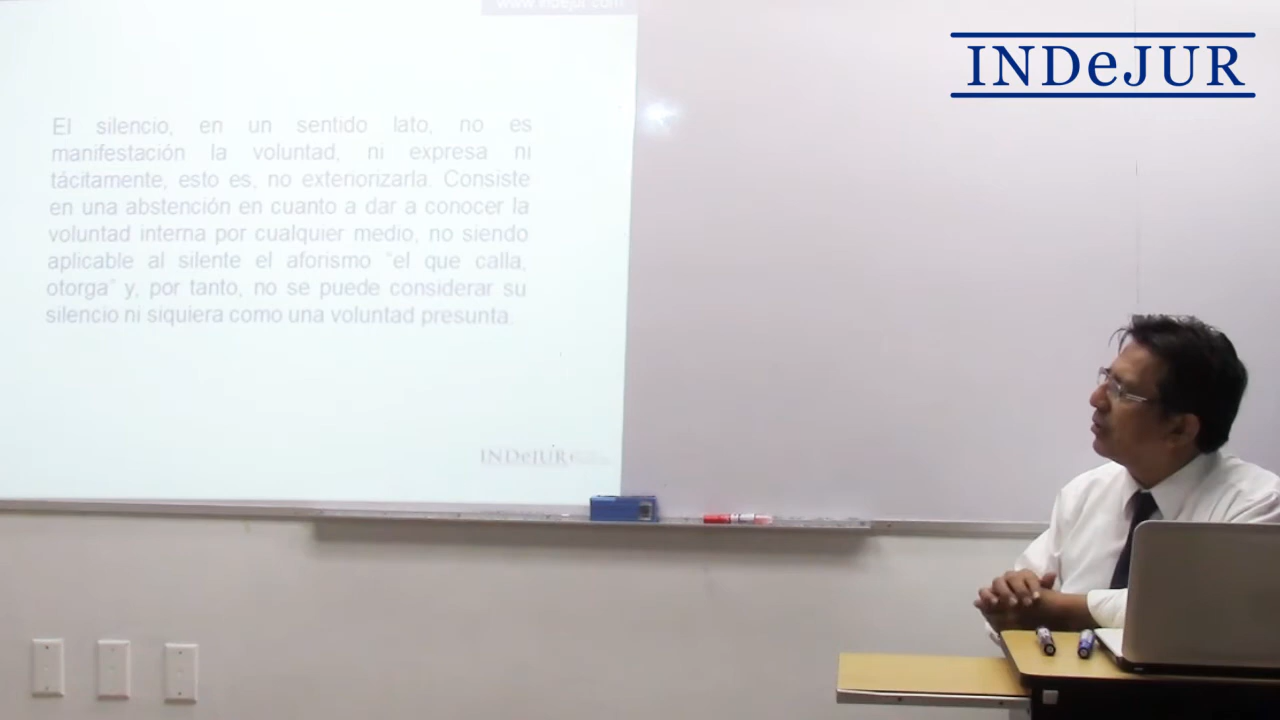 www.indejur.com
INDeJUR
El silencio, en un sentido lato, no es
manifestación la voluntad, ni expresa ni
tácitamente, esto es, no exteriorizarla. Consiste
en una abstención en cuanto a dar a conocer la
voluntad interna por cualquier medio, no siendo
aplicable al silente el aforismo “el que calla,
otorga” y, por tanto, no se puede considerar su
silencio ni siquiera como una voluntad presunta.
INDeJUR